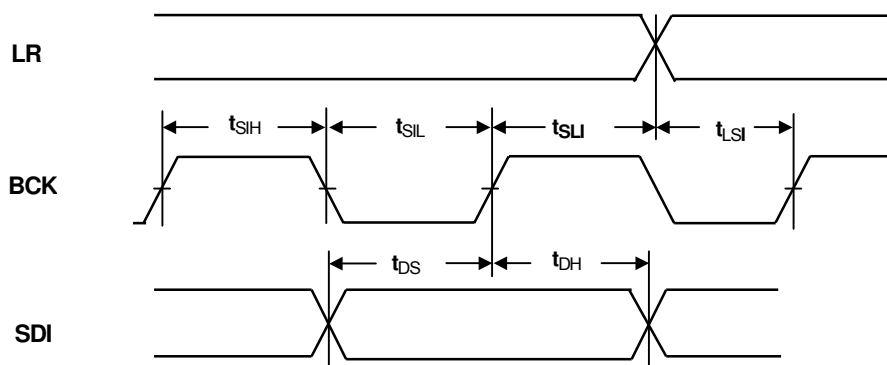 LR
tSIH tSIL tSLI tLSI
BCK
tDS tDH
SDI